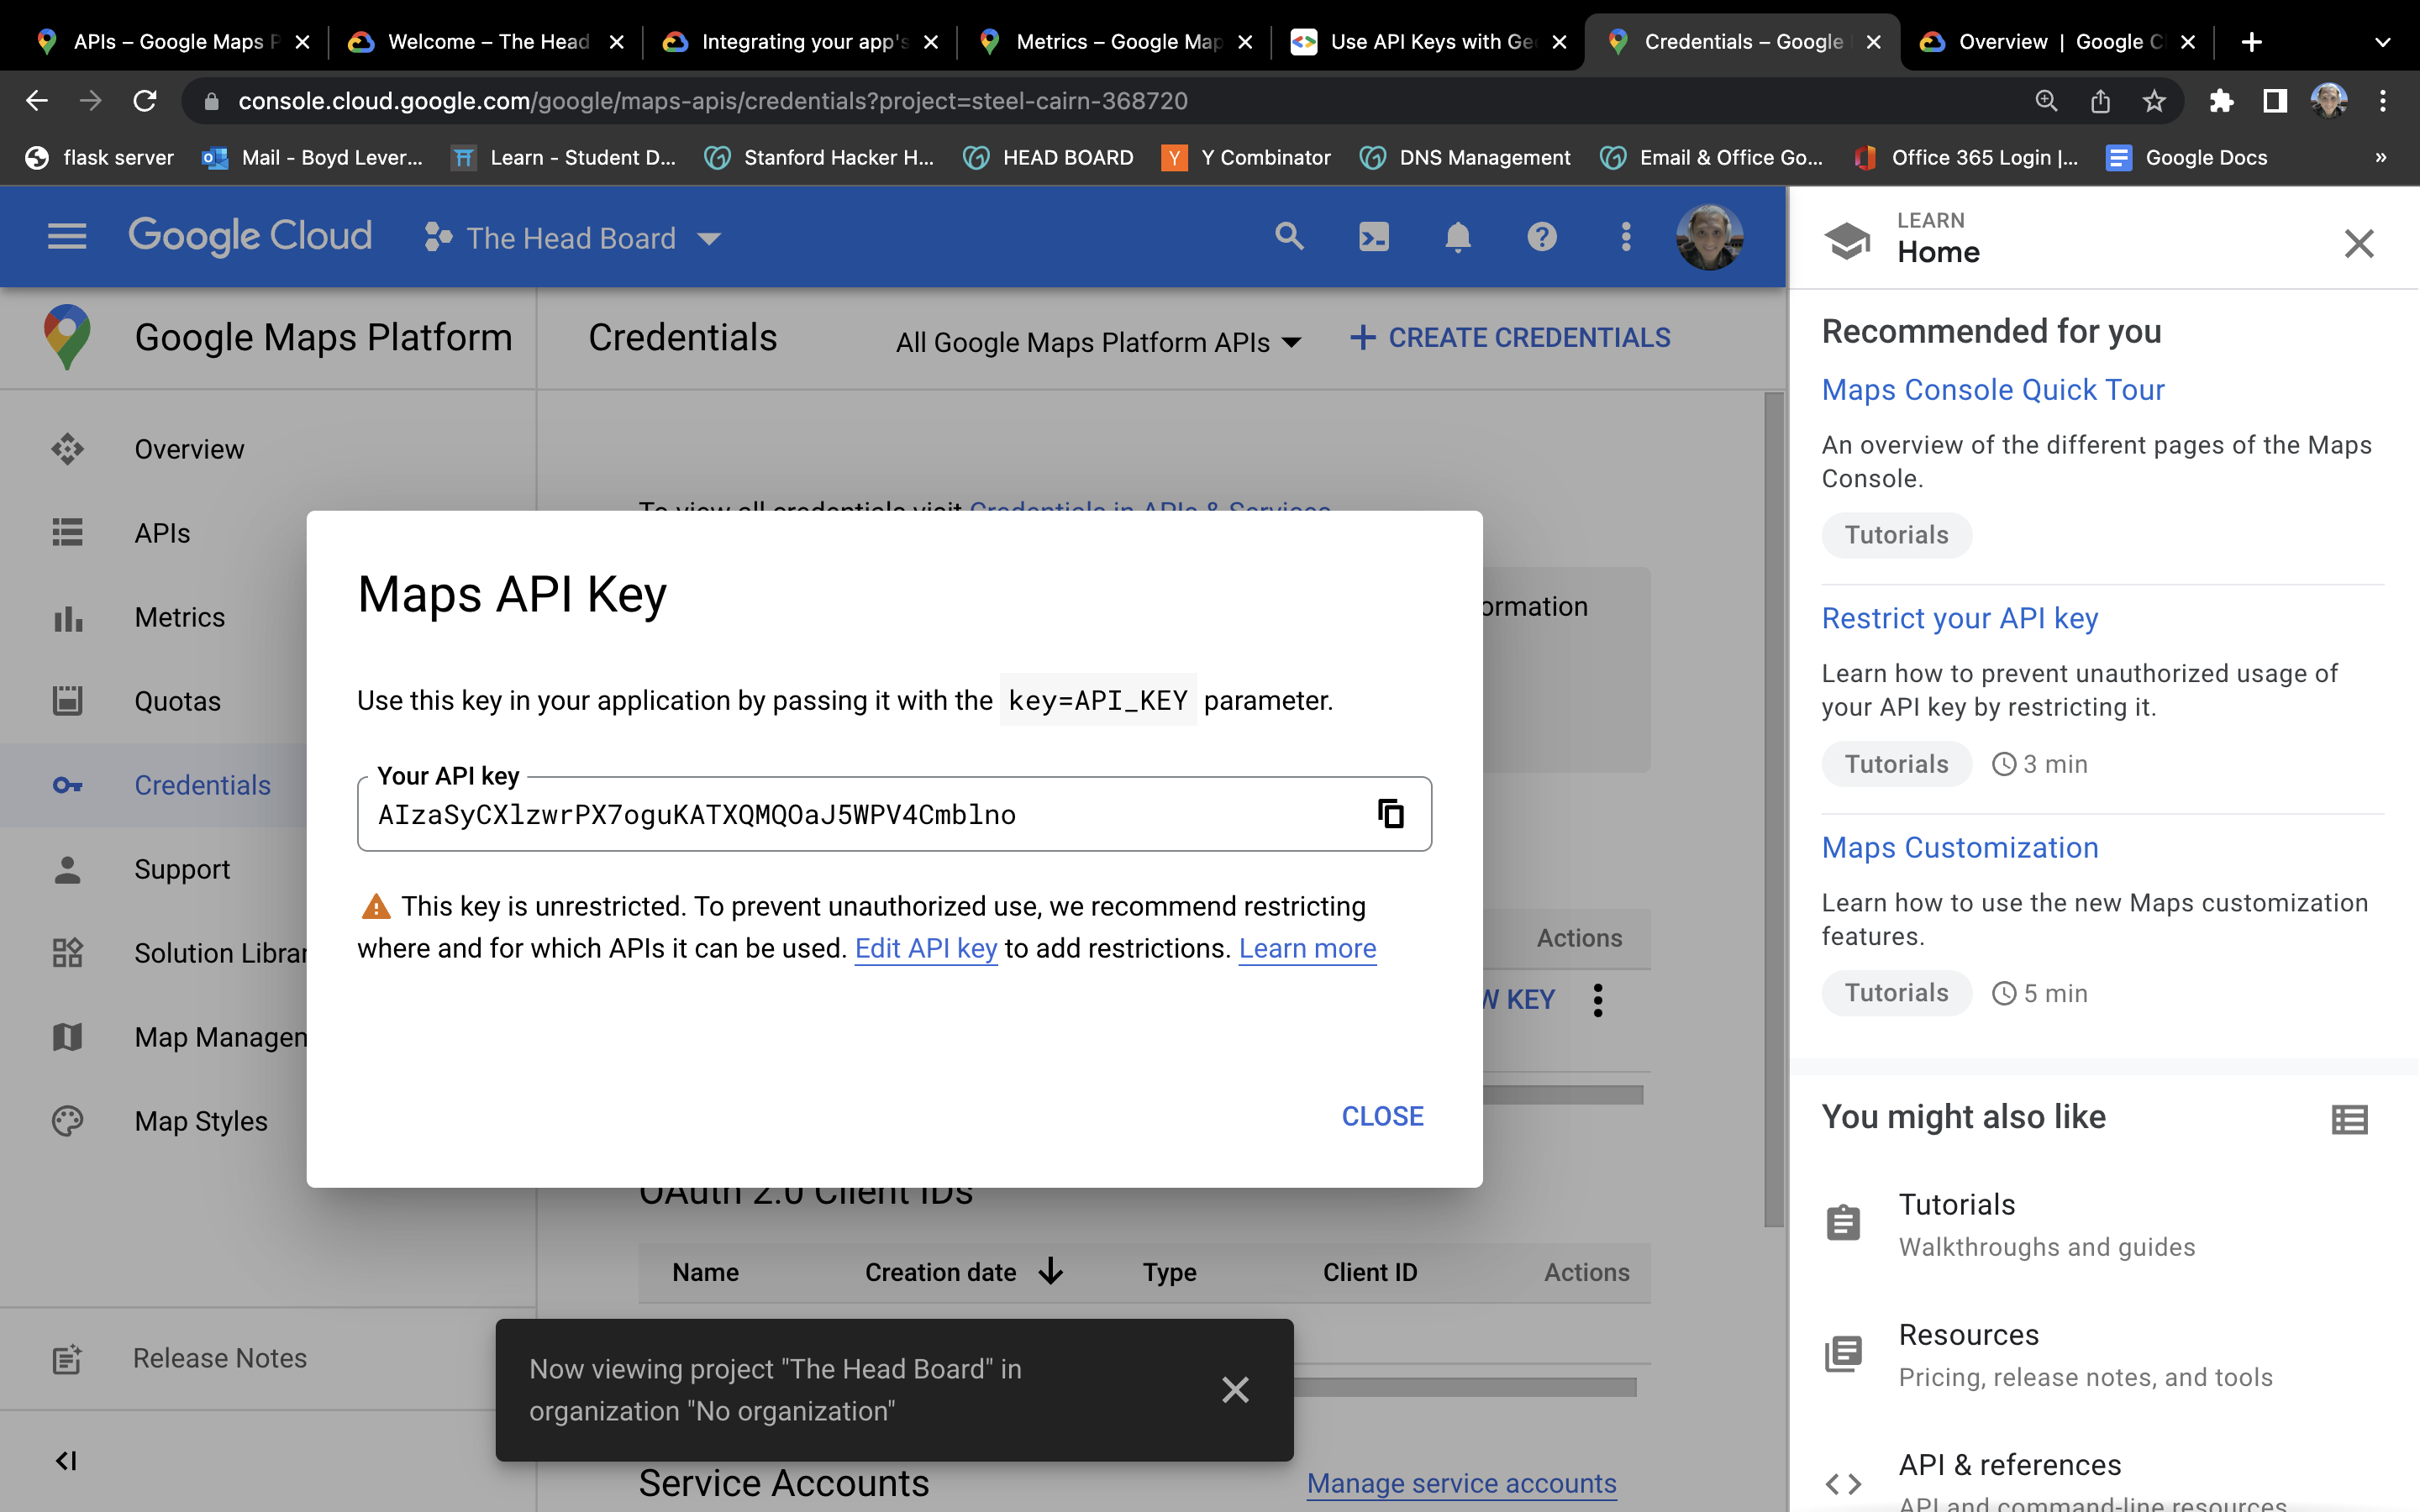 APIs – Google Maps P
Welcome – The Head
Integrating your app's
Metrics – Google Map
Use API Keys with Geo
Credentials – Google
Overview | Google C
console.cloud.google.com/google/maps-apis/credentials?project=steel-cairn-368720
flask server
Mail - Boyd Lever...
Learn - Student D...
Stanford Hacker H...
HEAD BOARD
Y Combinator
DNS Management
Email & Office Go...
Office 365 Login |...
Google Docs
»
Google Cloud
The Head Board
Google Maps Platform
Overview
APIs
Metrics
Quotas
Credentials
Support
Solution Librar
Map Managen
Map Styles
Release Notes
Credentials
All Google Maps Platform APIs
CREATE CREDENTIALS
To view all credentials visit Credentials in APIs & Services
ormation
Maps API Key
Use this key in your application by passing it with the key=API_KEY parameter.
Your API key
AIzaSyCXlzwrPX7oguKATXQMQOaJ5WPV4Cmblno
This key is unrestricted. To prevent unauthorized use, we recommend restricting
where and for which APIs it can be used. Edit API key to add restrictions. Learn more
CLOSE
Actions
W KEY
OAuth 2.0 Client IDs
Name
Creation date
Type
Client ID
Actions
Now viewing project "The Head Board" in
organization "No organization"
Service Accounts
Manage service accounts
LEARN
Home
Recommended for you
Maps Console Quick Tour
An overview of the different pages of the Maps
Console.
Tutorials
Restrict your API key
Learn how to prevent unauthorized usage of
your API key by restricting it.
Tutorials
3 min
Maps Customization
Learn how to use the new Maps customization
features.
Tutorials
5 min
You might also like
Tutorials
Walkthroughs and guides
Resources
Pricing, release notes, and tools
API & references
API and command-line resources